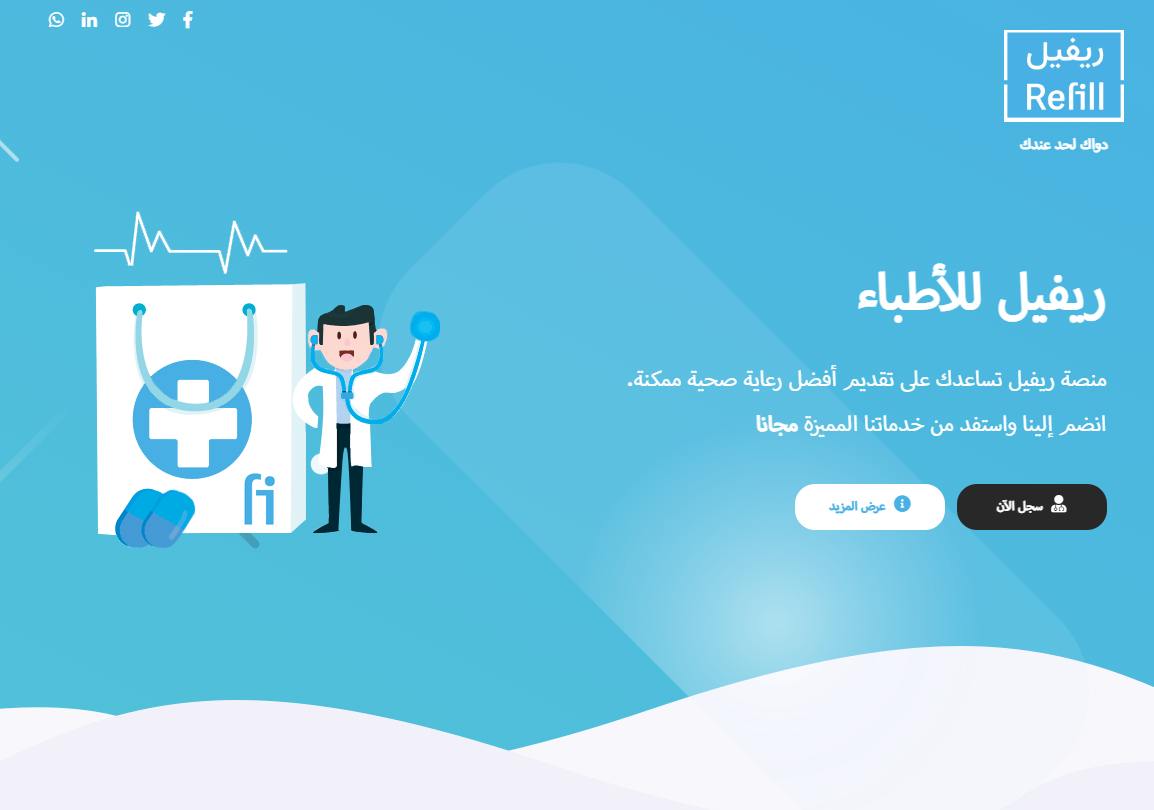 ريفيل
Refill
دواك لحد عندك
ريفيل للأطباء
منصة ريفيل تساعدك على تقديم أفضل رعاية صحية ممكنة.
انضم إلينا واستفد من خدماتنا المميزة مجانا
سجل الآن
عرض المزيد
fi